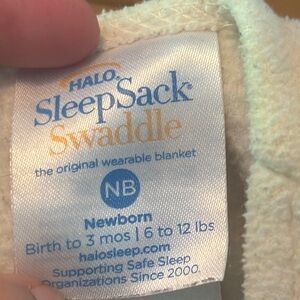 HALO®
SleepSack®
Swaddle
the original wearable blanket
NB
Newborn
Birth to 3 mos | 6 to 12 lbs
halosleep.com
Supporting Safe Sleep
Organizations Since 2000.